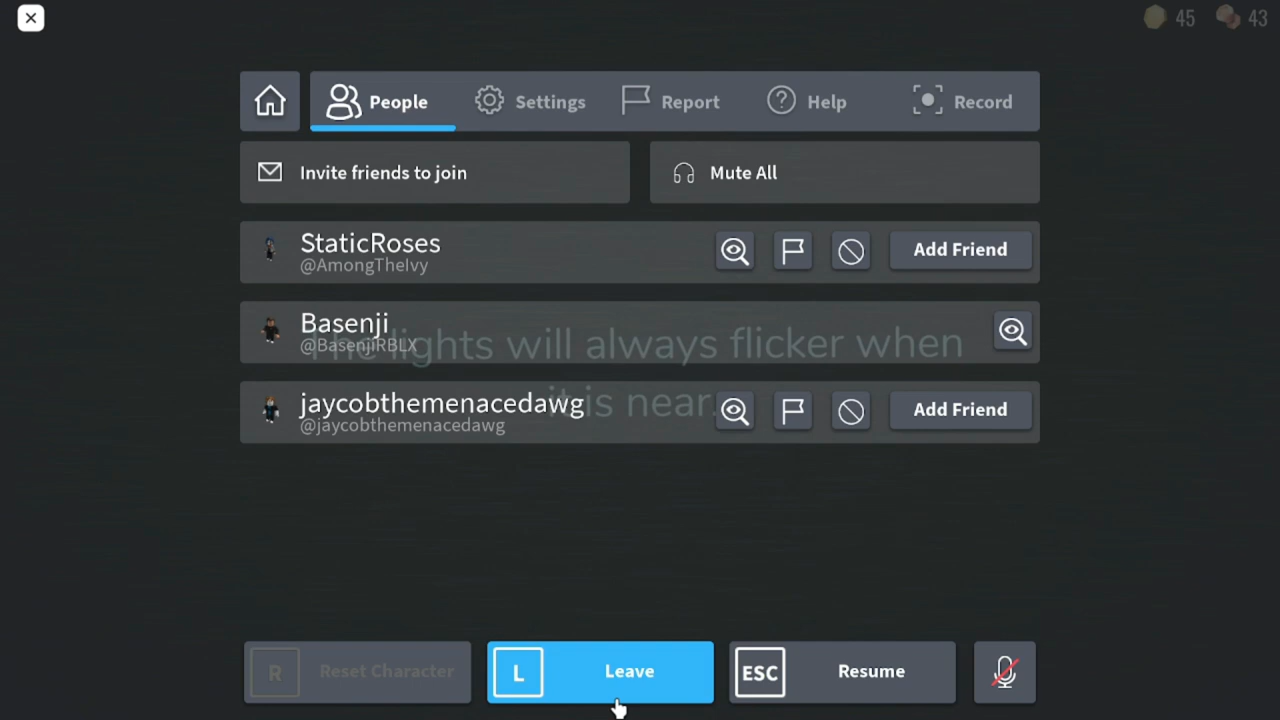 45 43
People Settings Report Help Record
Invite friends to join Mute All
StaticRoses
@AmongTheIvy
Add Friend
Basenji
@BasenjiRBLX
The lights will always flicker when
it is near.
jaycobthemenacedawg
@jaycobthemenacedawg
Add Friend
R Reset Character L Leave ESC Resume